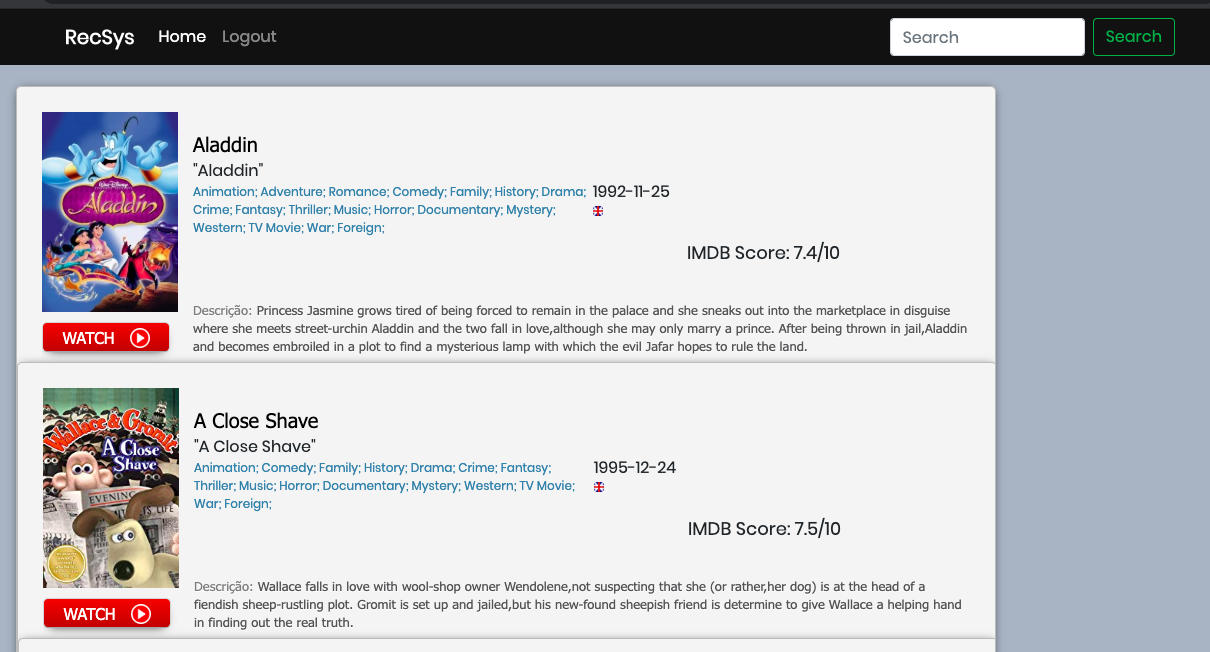 RecSys Home Logout Search Search
Aladdin
"Aladdin"
Animation; Adventure; Romance; Comedy; Family; History; Drama; 1992-11-25
Crime; Fantasy; Thriller; Music; Horror; Documentary; Mystery;
Western; TV Movie; War; Foreign;
IMDB Score: 7.4/10
Aladdin
WATCH
Descrição: Princess Jasmine grows tired of being forced to remain in the palace and she sneaks out into the marketplace in disguise
where she meets street-urchin Aladdin and the two fall in love,although she may only marry a prince. After being thrown in jail,Aladdin
and becomes embroiled in a plot to find a mysterious lamp with which the evil Jafar hopes to rule the land.
A Close Shave
"A Close Shave"
Animation; Comedy; Family; History; Drama; Crime; Fantasy; 1995-12-24
Thriller; Music; Horror; Documentary; Mystery; Western; TV Movie;
War; Foreign;
IMDB Score: 7.5/10
Wallace & Gromit
A Close
Shave
EVENING
LIFE
WATCH
Descrição: Wallace falls in love with wool-shop owner Wendolene,not suspecting that she (or rather,her dog) is at the head of a
fiendish sheep-rustling plot. Gromit is set up and jailed,but his new-found sheepish friend is determine to give Wallace a helping hand
in finding out the real truth.